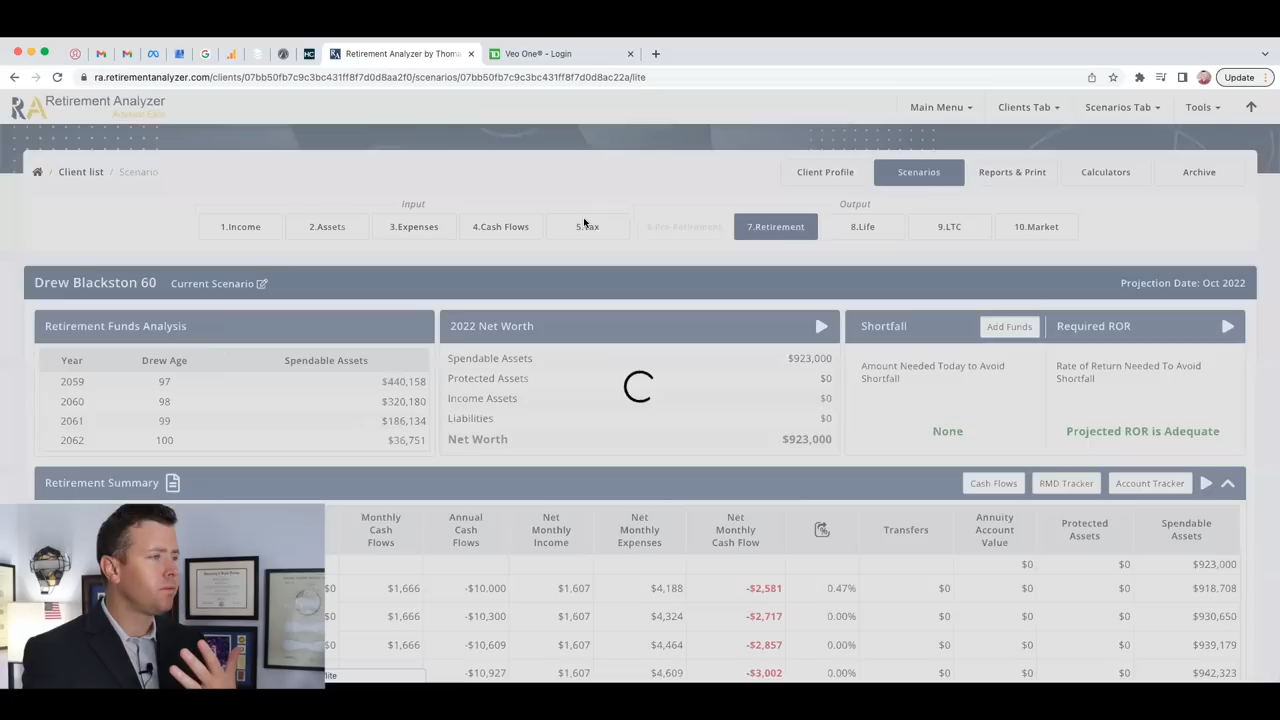 Retirement Analyzer by Thoma
Veo One® - Login
ra.retirementanalyzer.com/clients/07bb50fb7c9c3bc431ff8f7d0d8aa2f0/scenarios/07bb50fb7c9c3bc431ff8f7d0d8ac22a/lite
Update
RA Retirement Analyzer
Main Menu
Clients Tab
Scenarios Tab
Tools
Client list / Scenario
Client Profile
Scenarios
Reports & Print
Calculators
Archive
Input
Output
1.Income
2.Assets
3.Expenses
4.Cash Flows
5.Tax
6.Pre-Retirement
7.Retirement
8.Life
9.LTC
10.Market
Drew Blackston 60 Current Scenario
Projection Date: Oct 2022
Retirement Funds Analysis
Year Drew Age Spendable Assets
2059 97 $440,158
2060 98 $320,180
2061 99 $186,134
2062 100 $36,751
2022 Net Worth
Spendable Assets $923,000
Protected Assets $0
Income Assets $0
Liabilities $0
Net Worth $923,000
Shortfall
Add Funds
Required ROR
Amount Needed Today to Avoid
Shortfall
None
Rate of Return Needed To Avoid
Shortfall
Projected ROR is Adequate
Retirement Summary
Cash Flows
RMD Tracker
Account Tracker
Monthly
Cash
Flows
Annual
Cash
Flows
Net
Monthly
Income
Net
Monthly
Expenses
Net
Monthly
Cash Flow
Transfers
Annuity
Account
Value
Protected
Assets
Spendable
Assets
$0 $0 $923,000
$0 $1,666 -$10,000 $1,607 $4,188 -$2,581 0.47% $0 $0 $0 $918,708
$0 $1,666 -$10,300 $1,607 $4,324 -$2,717 0.00% $0 $0 $0 $930,650
$0 $1,666 -$10,609 $1,607 $4,464 -$2,857 0.00% $0 $0 $0 $939,179
-$10,927 $1,607 $4,609 -$3,002 0.00% $0 $0 $0 $942,323
lite